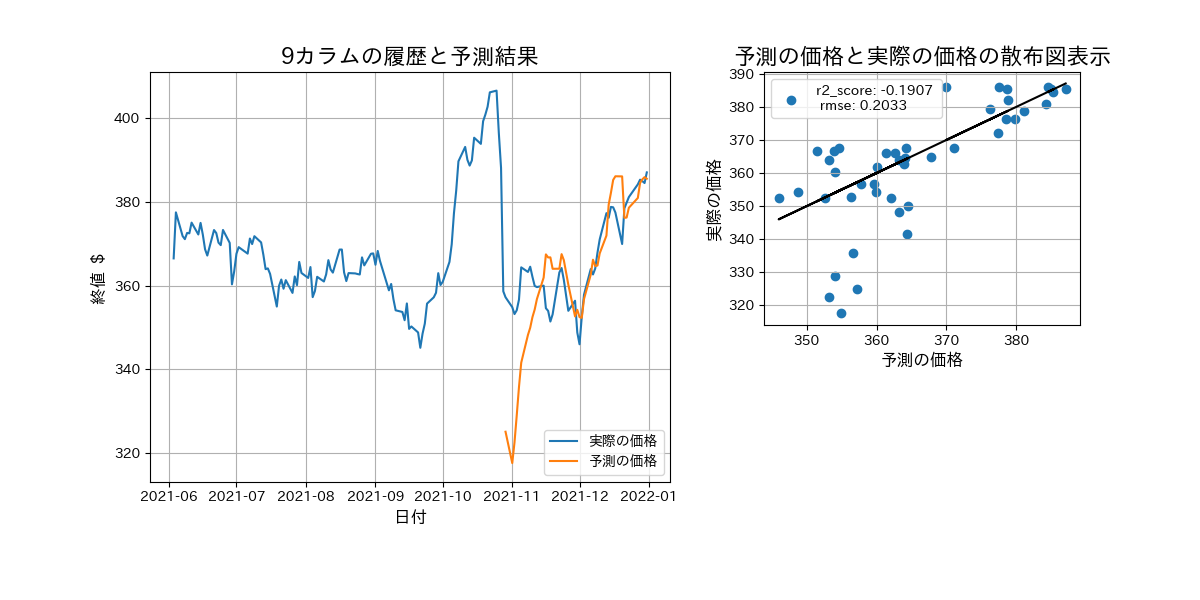 9カラムの履歴と予測結果
終値 $
400
380
360
340
320
2021-06 2021-07 2021-08 2021-09 2021-10 2021-11 2021-12 2022-01
日付
実際の価格
予測の価格
予測の価格と実際の価格の散布図表示
実際の価格
390
380
370
360
350
340
330
320
350 360 370 380
予測の価格
r2_score: -0.1907
rmse: 0.2033